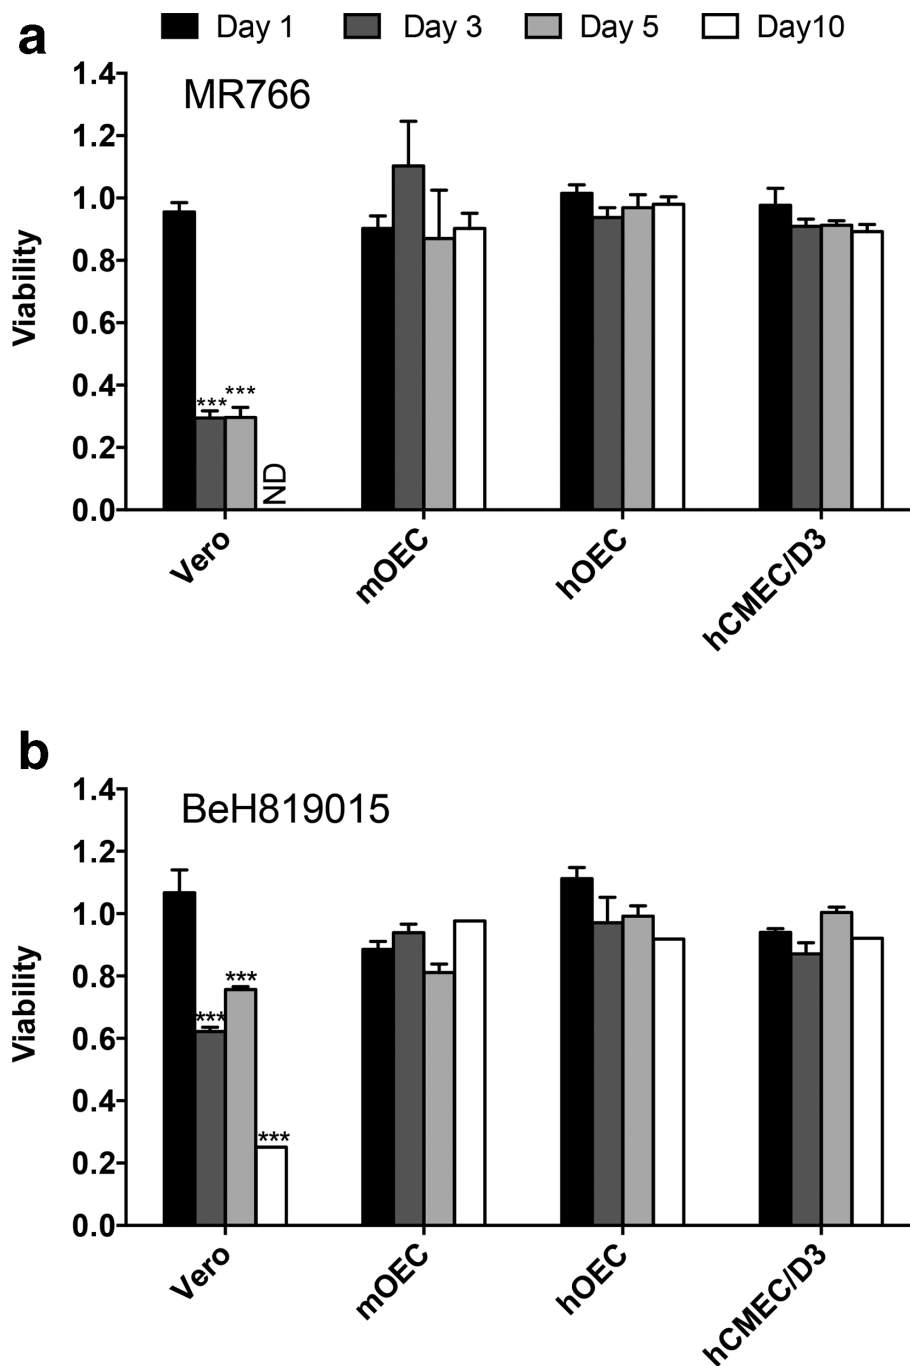 a
Day 1 Day 3 Day 5 Day10
MR766
Viability
1.4
1.2
1.0
0.8
0.6
0.4
0.2
0.0
*** ***
ND
Vero mOEC hOEC hCMEC/D3
b
BeH819015
Viability
1.4
1.2
1.0
0.8
0.6
0.4
0.2
0.0
*** *** ***
Vero mOEC hOEC hCMEC/D3